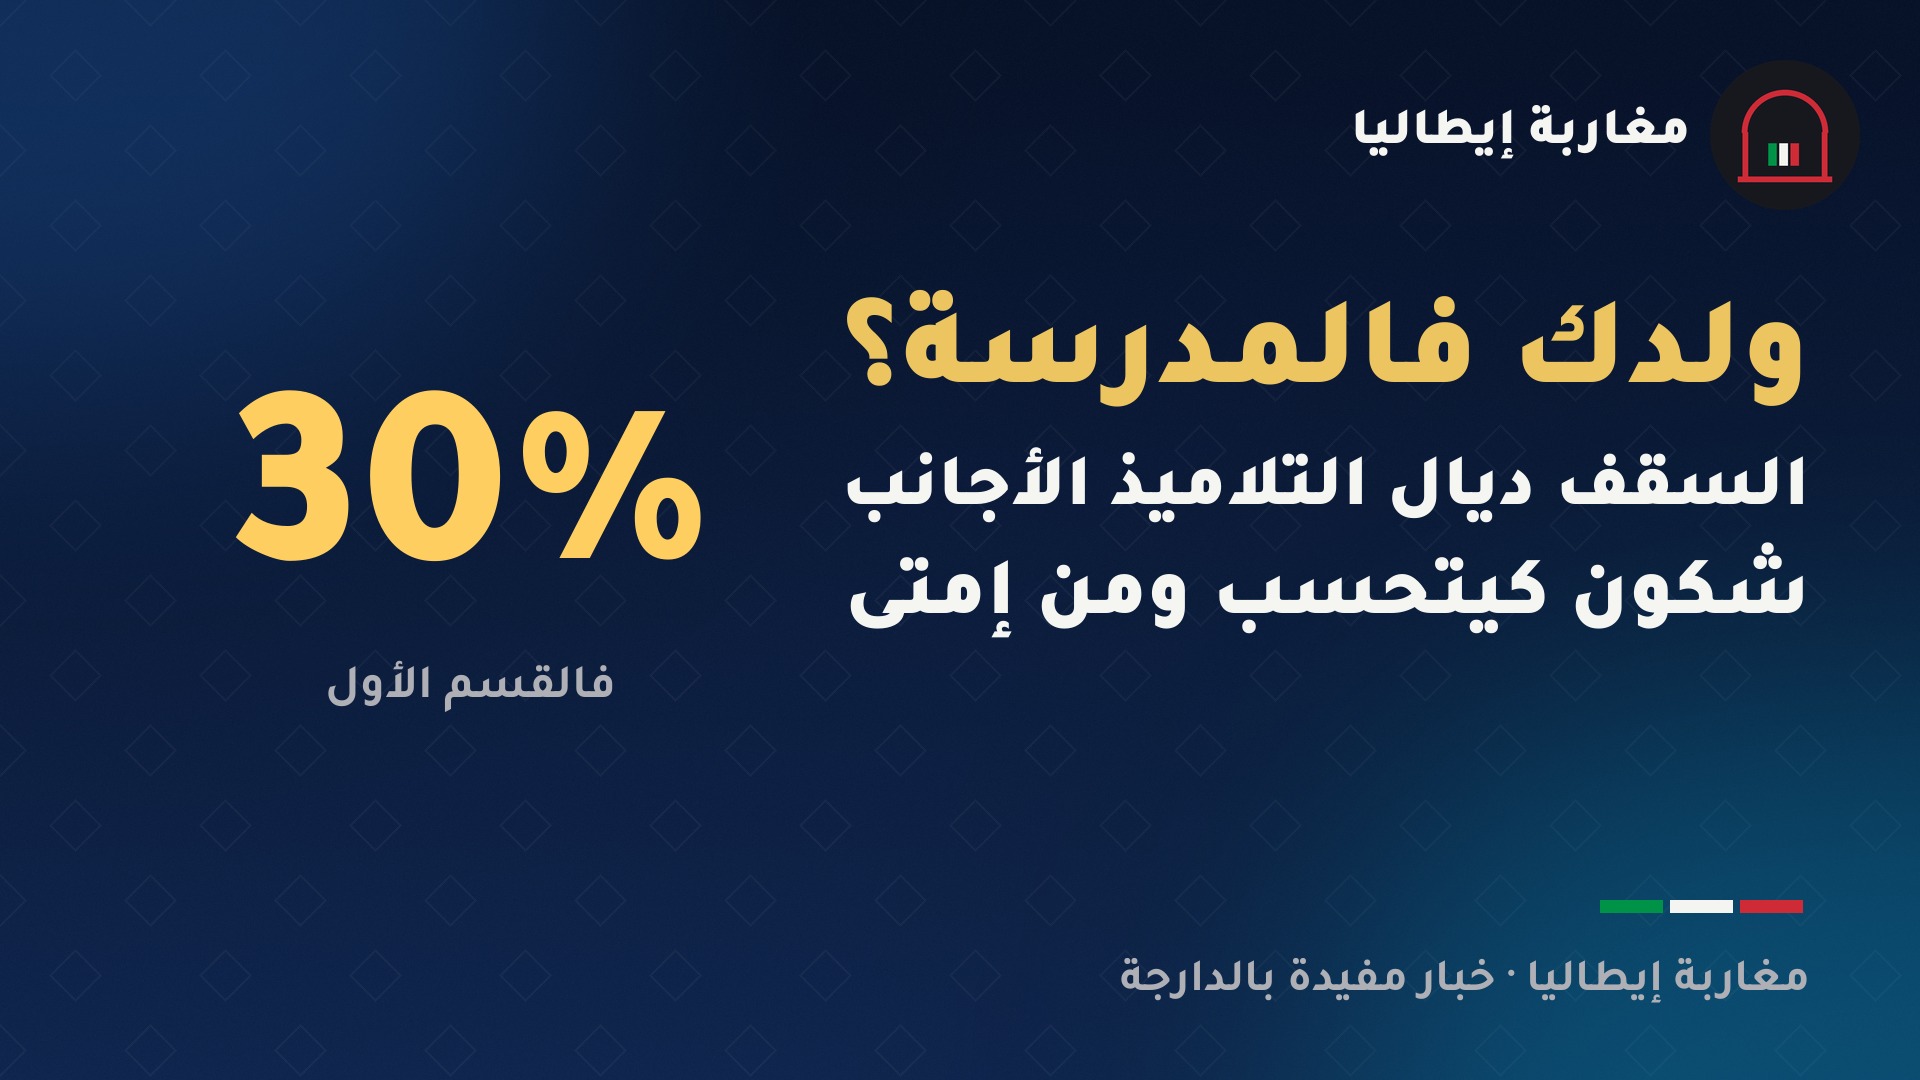 مغاربة إيطاليا
ولدك فالمدرسة؟
السقف ديال التلاميذ الأجانب
شكون كيتحسب ومن إمتى
30%
فالقسم الأول
مغاربة إيطاليا · خبار مفيدة بالدارجة